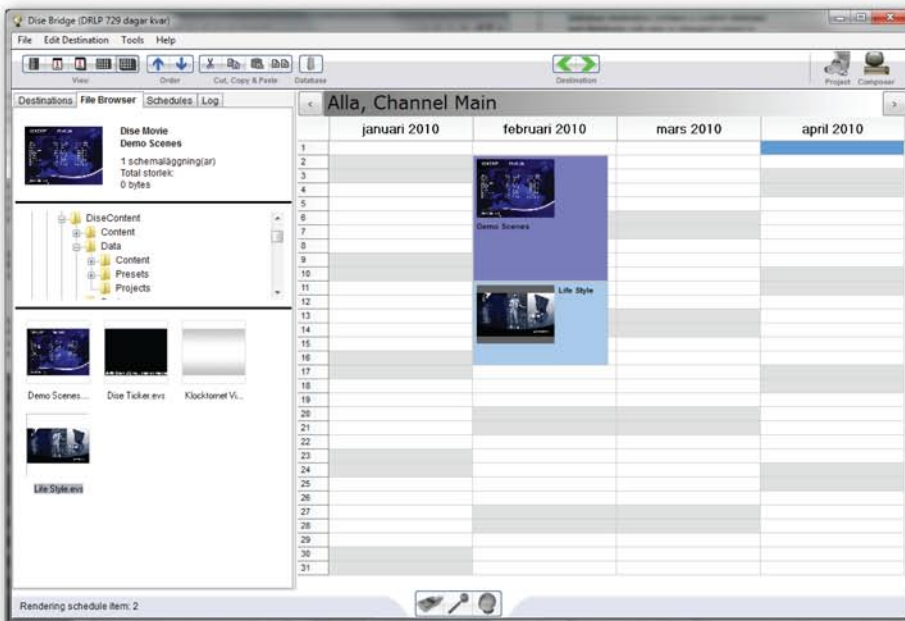 Dise Bridge (DRLP 729 dagar kvar)
File Edit Destination Tools Help
View Order Cut, Copy & Paste Database Destination Project Composer
Destinations File Browser Schedules Log
Dise Movie
Demo Scenes
1 schemaläggning(ar)
Total storlek:
0 bytes
DiseContent
Content
Data
Content
Presets
Projects
Demo Scenes... Dise Ticker.evs Klocktornet Vi...
Life Style.evs
Alla, Channel Main
januari 2010 februari 2010 mars 2010 april 2010
1
2
3
4
5
6
7
8
9
10
11
12
13
14
15
16
17
18
19
20
21
22
23
24
25
26
27
28
29
30
31
Demo Scenes
Life Style
Rendering schedule item: 2